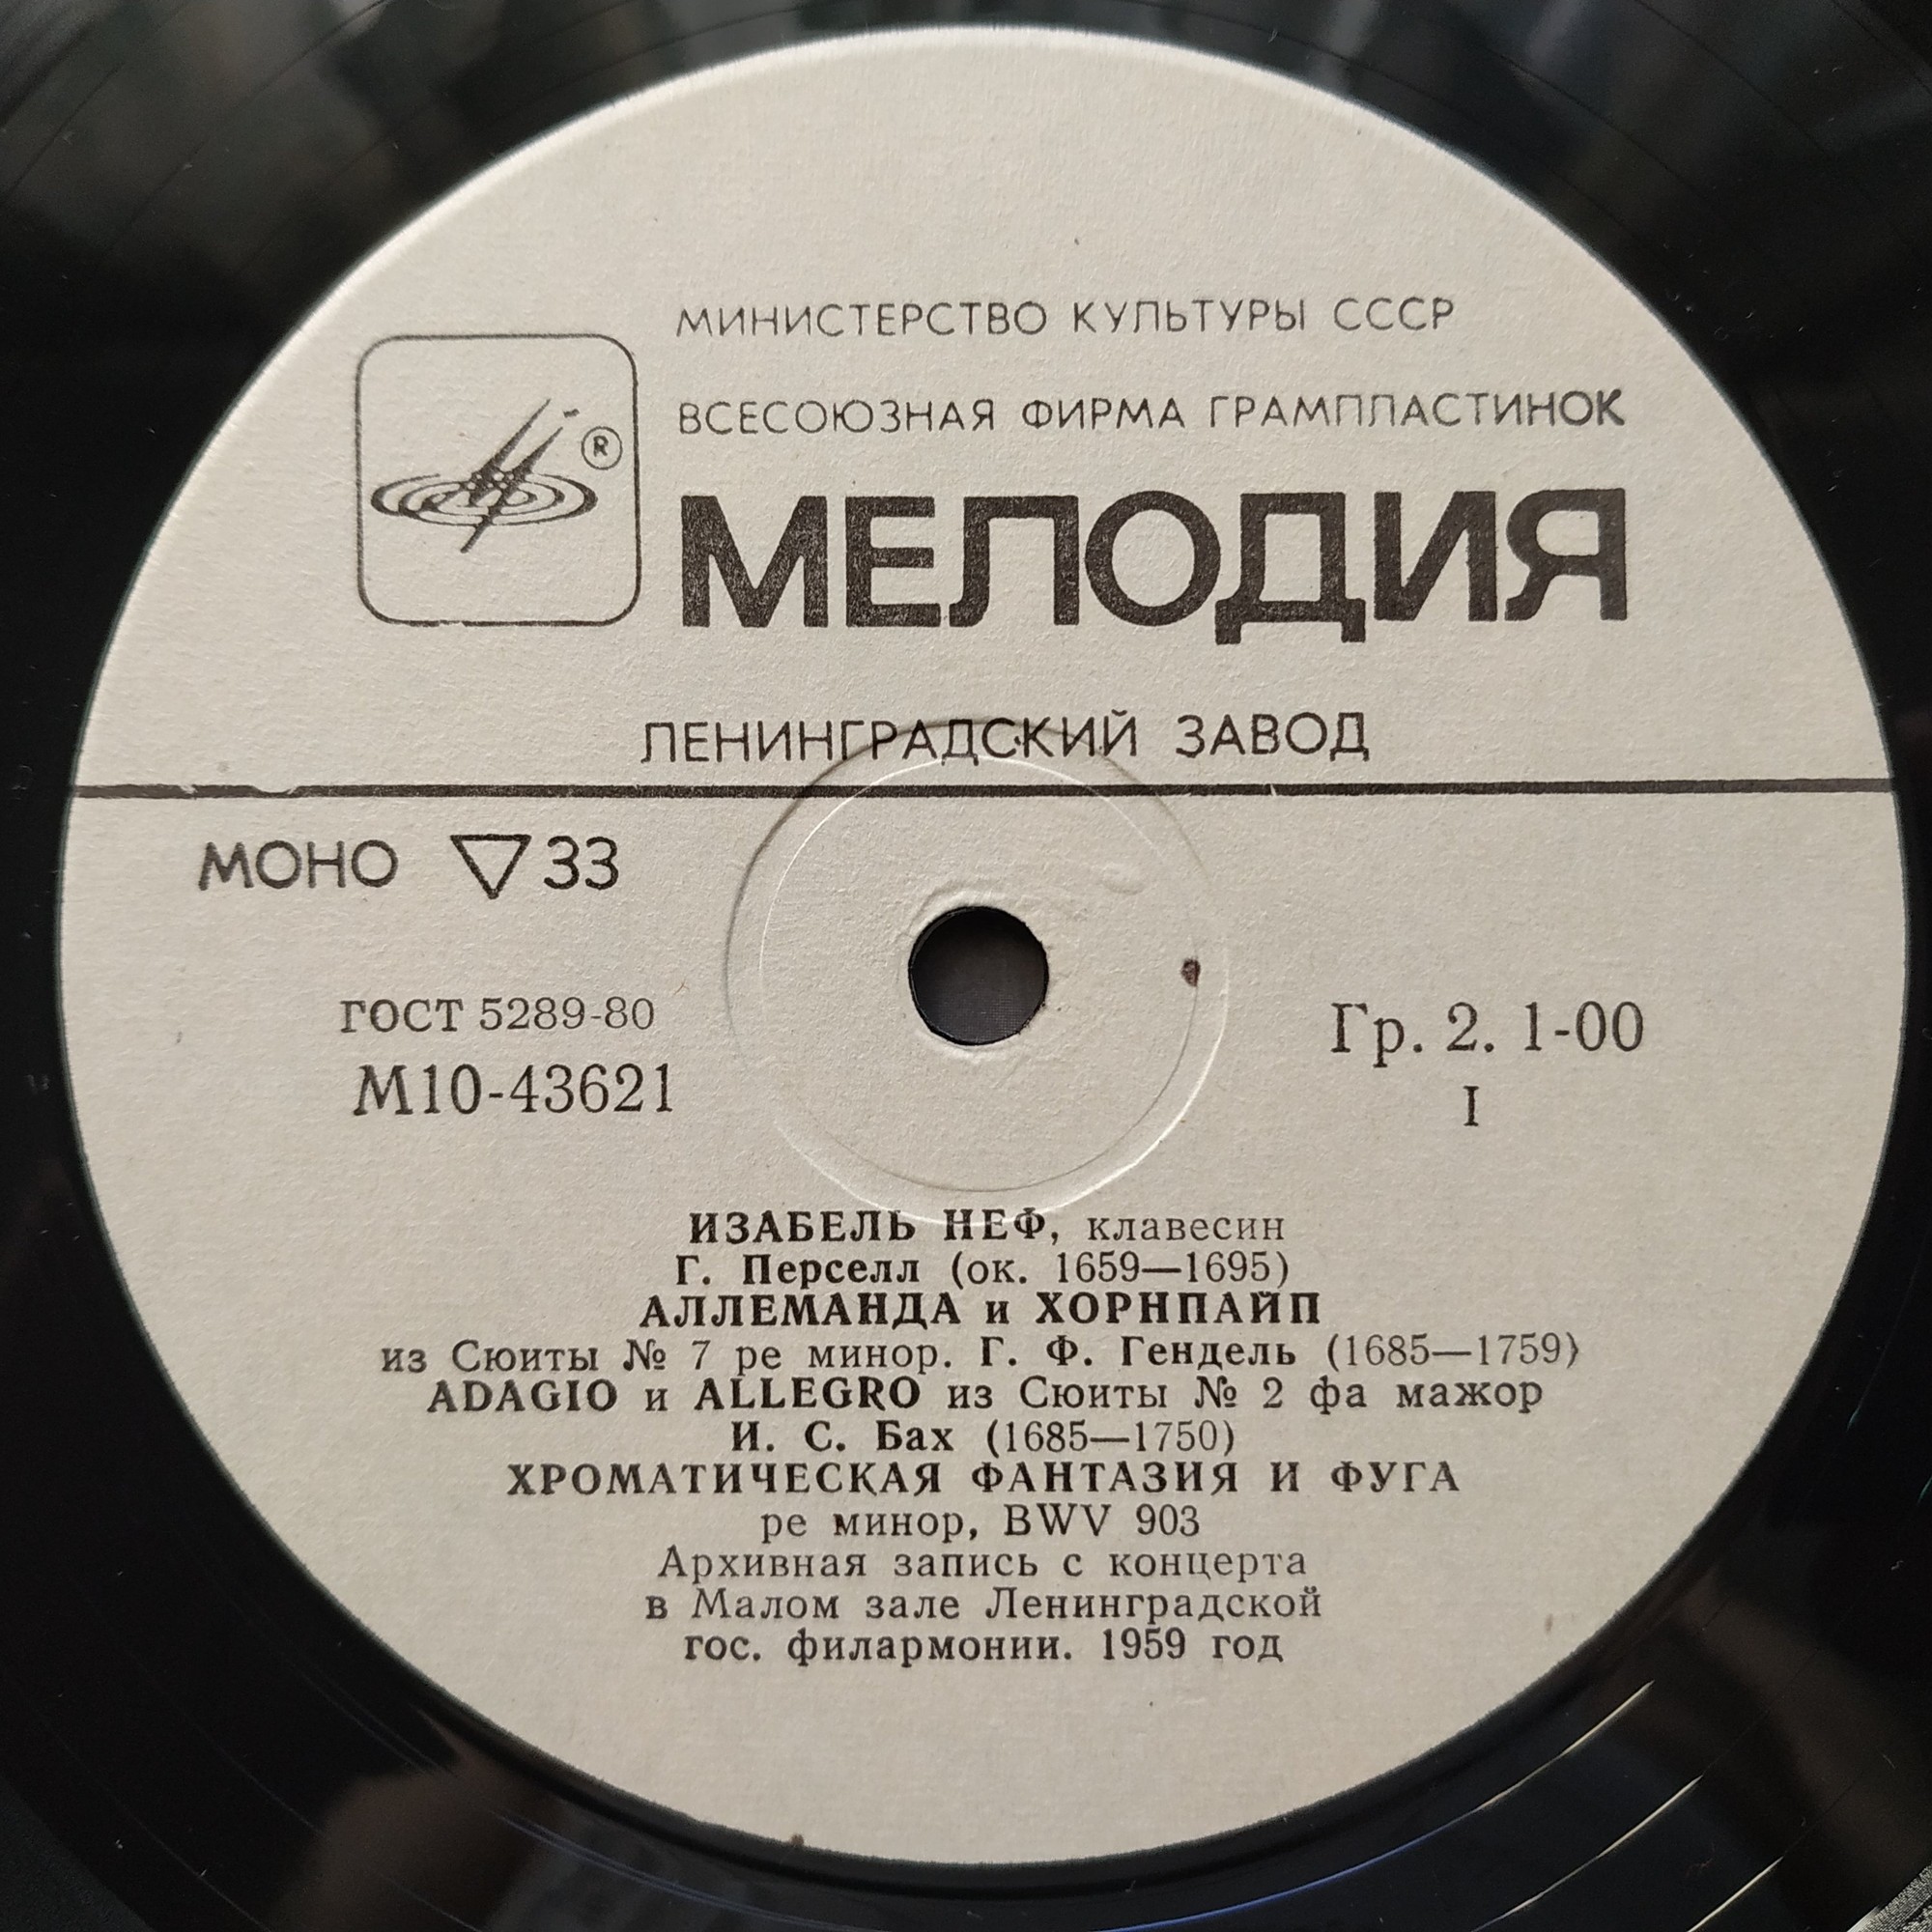 МИНИСТЕРСТВО КУЛЬТУРЫ СССР
ВСЕСОЮЗНАЯ ФИРМА ГРАМПЛАСТИНОК
®
МЕЛОДИЯ
ЛЕНИНГРАДСКИЙ ЗАВОД
МОНО ▽33
ГОСТ 5289-80
М10-43621
Гр. 2. 1-00
I
ИЗАБЕЛЬ НЕФ, клавесин
Г. Перселл (ок. 1659—1695)
АЛЛЕМАНДА и ХОРНПАЙП
из Сюиты № 7 ре минор. Г. Ф. Гендель (1685—1759)
ADAGIO и ALLEGRO из Сюиты № 2 фа мажор
И. С. Бах (1685—1750)
ХРОМАТИЧЕСКАЯ ФАНТАЗИЯ И ФУГА
ре минор, BWV 903
Архивная запись с концерта
в Малом зале Ленинградской
гос. филармонии. 1959 год